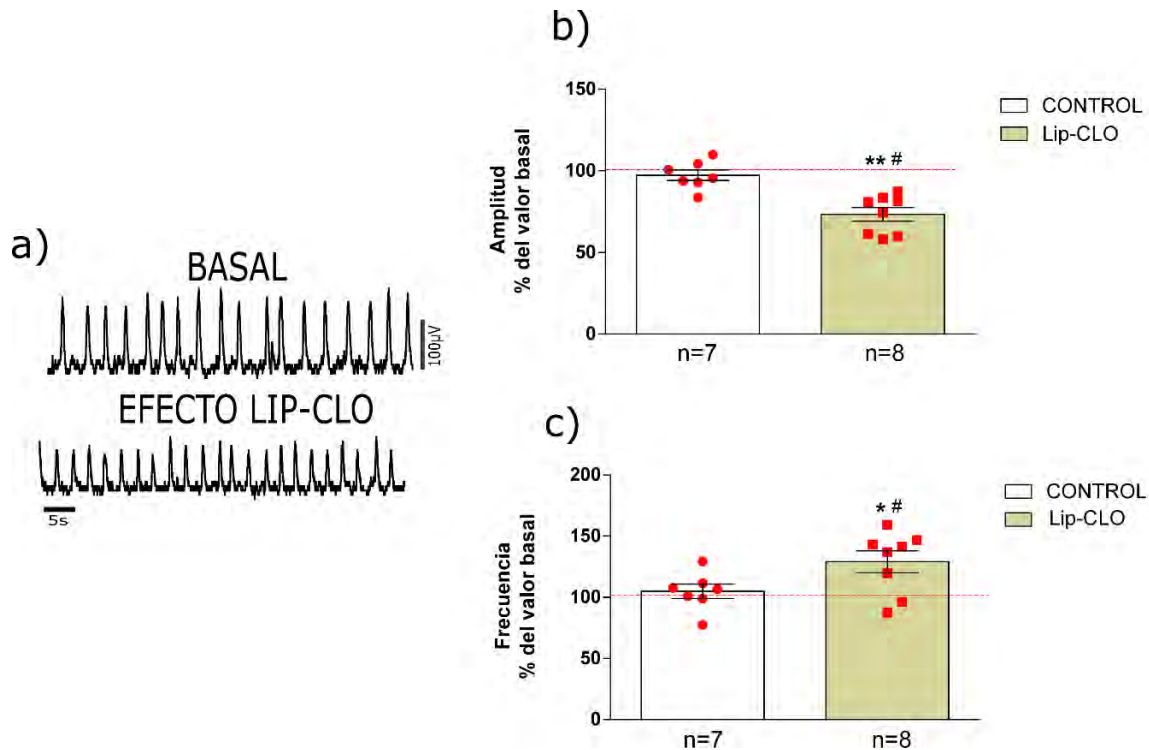 a)
BASAL
100µV
EFECTO LIP-CLO
5s
b)
Amplitud
% del valor basal
150
100
50
0
** #
n=7
n=8
CONTROL
Lip-CLO
c)
Frecuencia
% del valor basal
200
150
100
50
0
* #
n=7
n=8
CONTROL
Lip-CLO